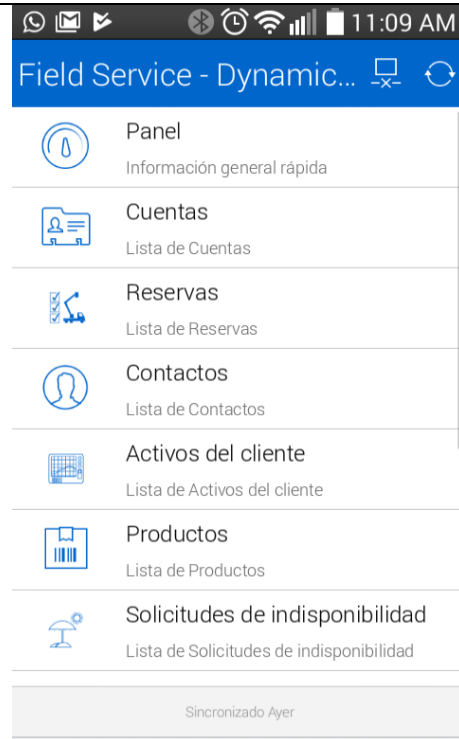 11:09 AM
Field Service - Dynamic...
Panel
Información general rápida
Cuentas
Lista de Cuentas
Reservas
Lista de Reservas
Contactos
Lista de Contactos
Activos del cliente
Lista de Activos del cliente
Productos
Lista de Productos
Solicitudes de indisponibilidad
Lista de Solicitudes de indisponibilidad
Sincronizado Ayer